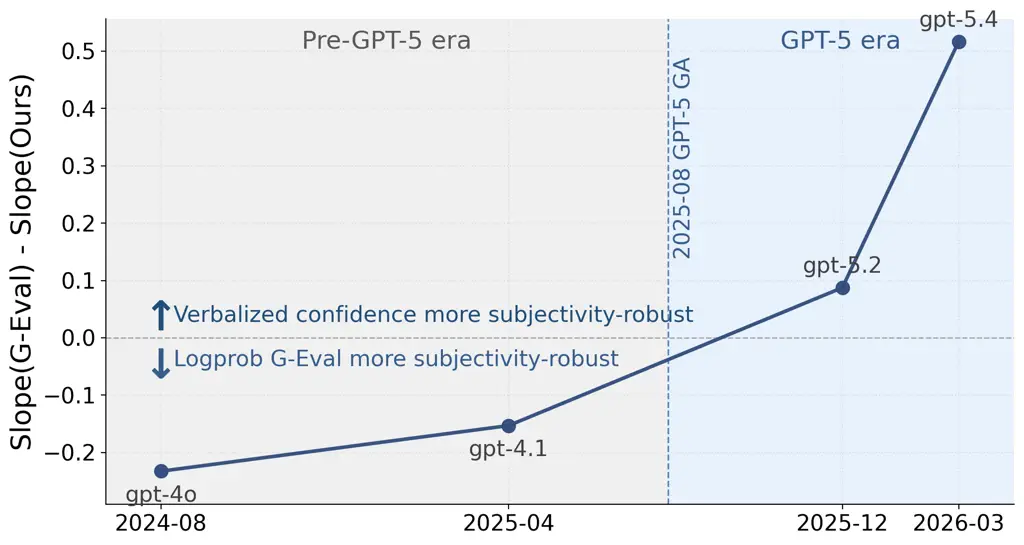 gpt-5.4
Pre-GPT-5 era
GPT-5 era
2025-08 GPT-5 GA
Slope(G-Eval) - Slope(Ours)
0.5
0.4
0.3
0.2
0.1
0.0
−0.1
−0.2
gpt-5.2
↑ Verbalized confidence more subjectivity-robust
↓ Logprob G-Eval more subjectivity-robust
gpt-4.1
gpt-4o
2024-08
2025-04
2025-12
2026-03